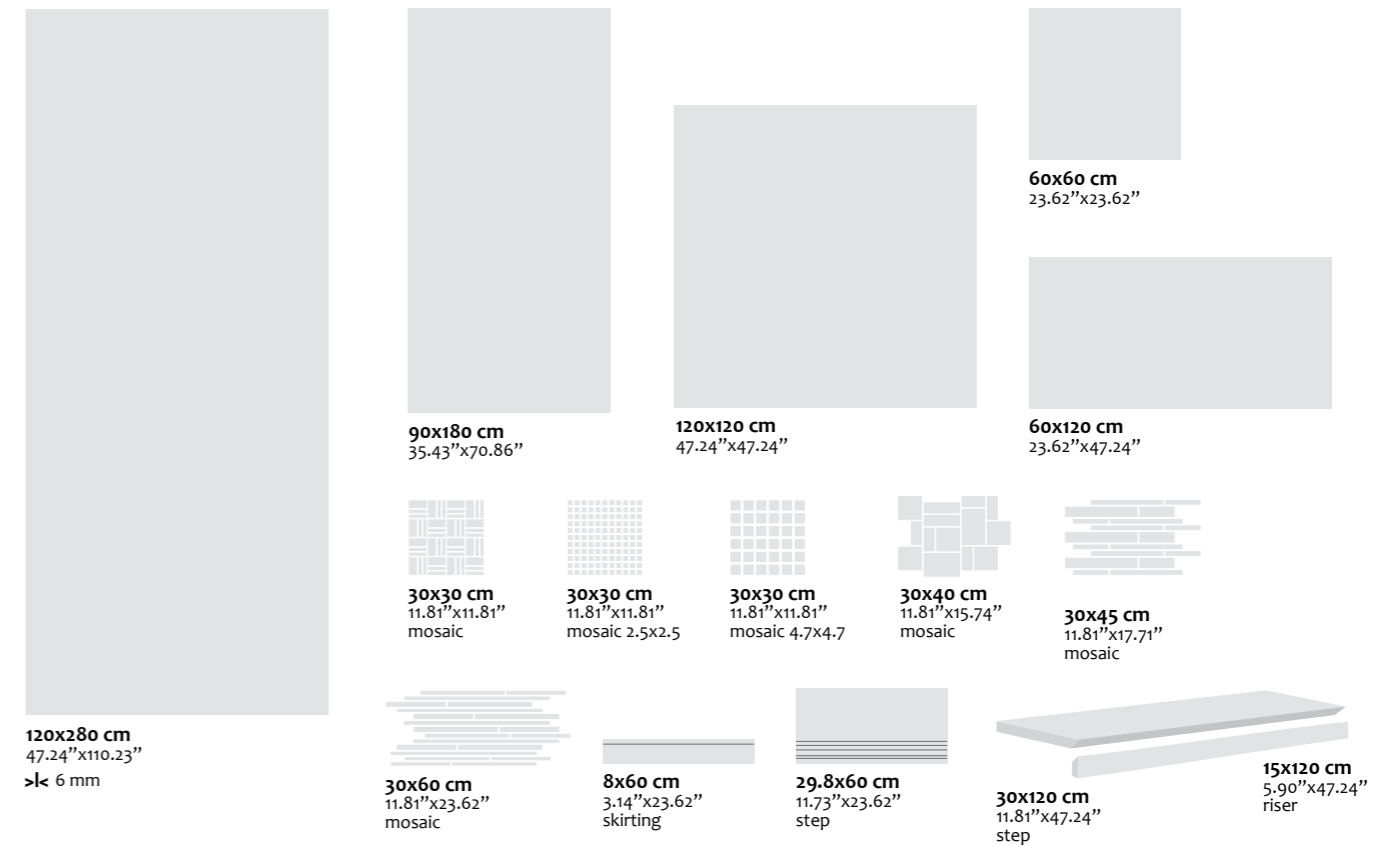 120x280 cm
47.24”x110.23”
>|< 6 mm
90x180 cm
35.43”x70.86”
120x120 cm
47.24”x47.24”
60x60 cm
23.62”x23.62”
60x120 cm
23.62”x47.24”
30x30 cm
11.81”x11.81”
mosaic
30x30 cm
11.81”x11.81”
mosaic 2.5x2.5
30x30 cm
11.81”x11.81”
mosaic 4.7x4.7
30x40 cm
11.81”x15.74”
mosaic
30x45 cm
11.81”x17.71”
mosaic
30x60 cm
11.81”x23.62”
mosaic
8x60 cm
3.14”x23.62”
skirting
29.8x60 cm
11.73”x23.62”
step
30x120 cm
11.81”x47.24”
step
15x120 cm
5.90”x47.24”
riser